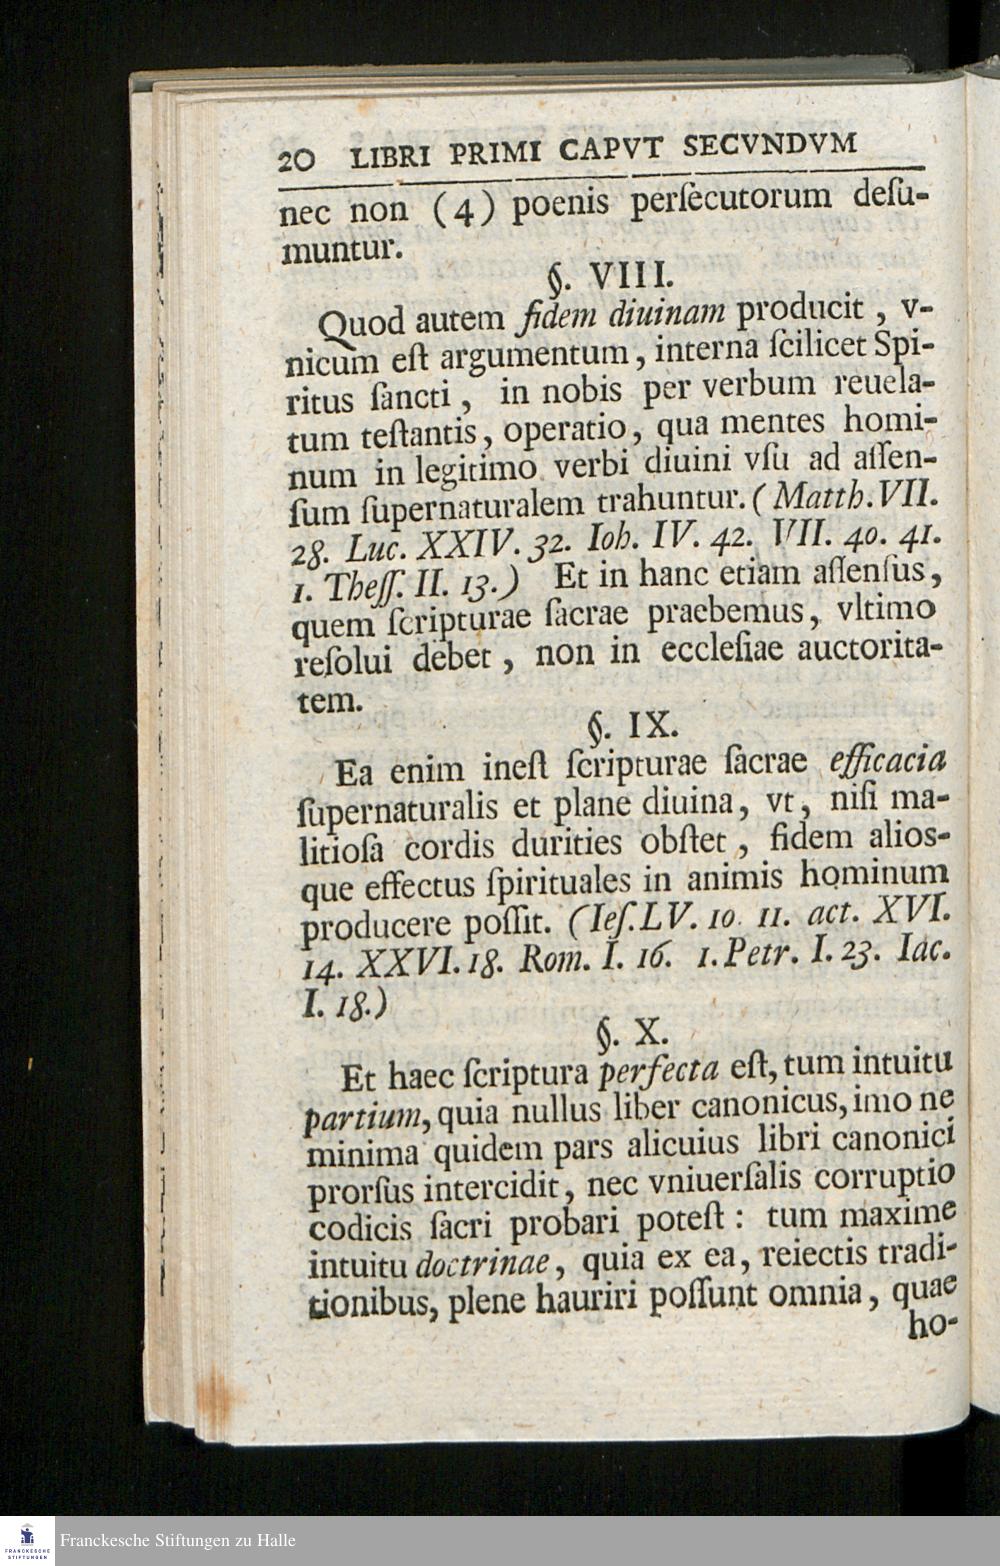 20 LIBRI PRIMI CAPVT SECVNDVM
nec non (4) poenis perſecutorum deſu-
muntur.
§. VIII.
Quod autem fidem diuinam producit, v-
nicum eſt argumentum, interna ſcilicet Spi-
ritus ſancti, in nobis per verbum reuela-
tum teſtantis, operatio, qua mentes homi-
num in legitimo verbi diuini vſu ad aſſen-
ſum ſupernaturalem trahuntur. (Matth. VII.
28. Luc. XXIV. 32. Ioh. IV. 42. VII. 40. 41.
1. Theſſ. II. 13.) Et in hanc etiam aſſenſus,
quem ſcripturae ſacrae praebemus, vltimo
reſolui debet, non in eccleſiae auctorita-
tem.
§. IX.
Ea enim ineſt ſcripturae ſacrae efficacia
ſupernaturalis et plane diuina, vt, niſi ma-
litioſa cordis durities obſtet, fidem alios-
que effectus ſpirituales in animis hominum
producere poſſit. (Ieſ. LV. 10. 11. act. XVI.
14. XXVI. 18. Rom. I. 16. 1. Petr. I. 23. Iac.
I. 18.)
§. X.
Et haec ſcriptura perfecta eſt, tum intuitu
partium, quia nullus liber canonicus, imo ne
minima quidem pars alicuius libri canonici
prorſus intercidit, nec vniuerſalis corruptio
codicis ſacri probari poteſt: tum maxime
intuitu doctrinae, quia ex ea, reiectis tradi-
tionibus, plene hauriri poſſunt omnia, quae
ho-
FRANCKESCHE
STIFTUNGEN
Franckesche Stiftungen zu Halle